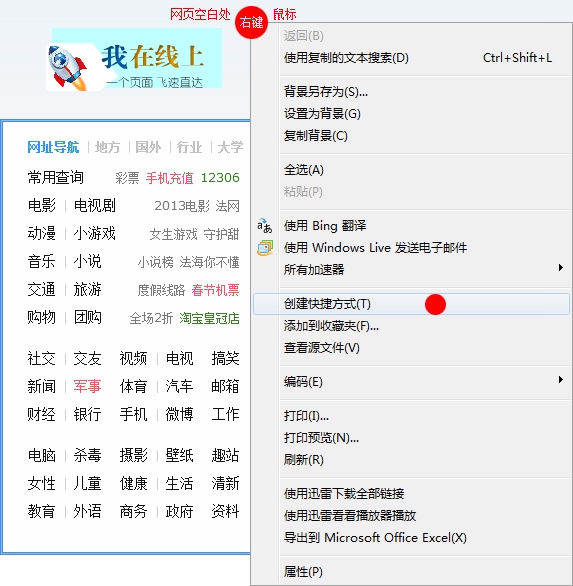 网页空白处 右键 鼠标
我在线上
一个页面 飞速直达
网址导航 地方 国外 行业 大学
常用查询 彩票 手机充值 12306
电影 电视剧 2013电影 法网
动漫 小游戏 女生游戏 守护甜
音乐 小说 小说榜 法海你不懂
交通 旅游 度假线路 春节机票
购物 团购 全场2折 淘宝皇冠店
社交 交友 视频 电视 搞笑
新闻 军事 体育 汽车 邮箱
财经 银行 手机 微博 工作
电脑 杀毒 摄影 壁纸 趣站
女性 儿童 健康 生活 清新
教育 外语 商务 政府 资料
返回(B)
使用复制的文本搜索(D) Ctrl+Shift+L
背景另存为(S)...
设置为背景(G)
复制背景(C)
全选(A)
粘贴(P)
使用 Bing 翻译
使用 Windows Live 发送电子邮件
所有加速器
创建快捷方式(T)
添加到收藏夹(F)...
查看源文件(V)
编码(E)
打印(I)...
打印预览(N)...
刷新(R)
使用迅雷下载全部链接
使用迅雷看看播放器播放
导出到 Microsoft Office Excel(X)
属性(P)